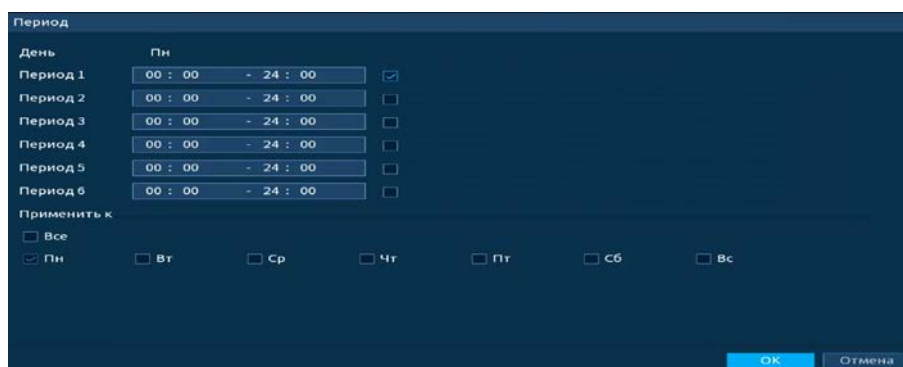 Период
День Пн
Период 1 00 : 00 - 24 : 00
Период 2 00 : 00 - 24 : 00
Период 3 00 : 00 - 24 : 00
Период 4 00 : 00 - 24 : 00
Период 5 00 : 00 - 24 : 00
Период 6 00 : 00 - 24 : 00
Применить к
Все
Пн Вт Ср Чт Пт Сб Вс
ОК Отмена